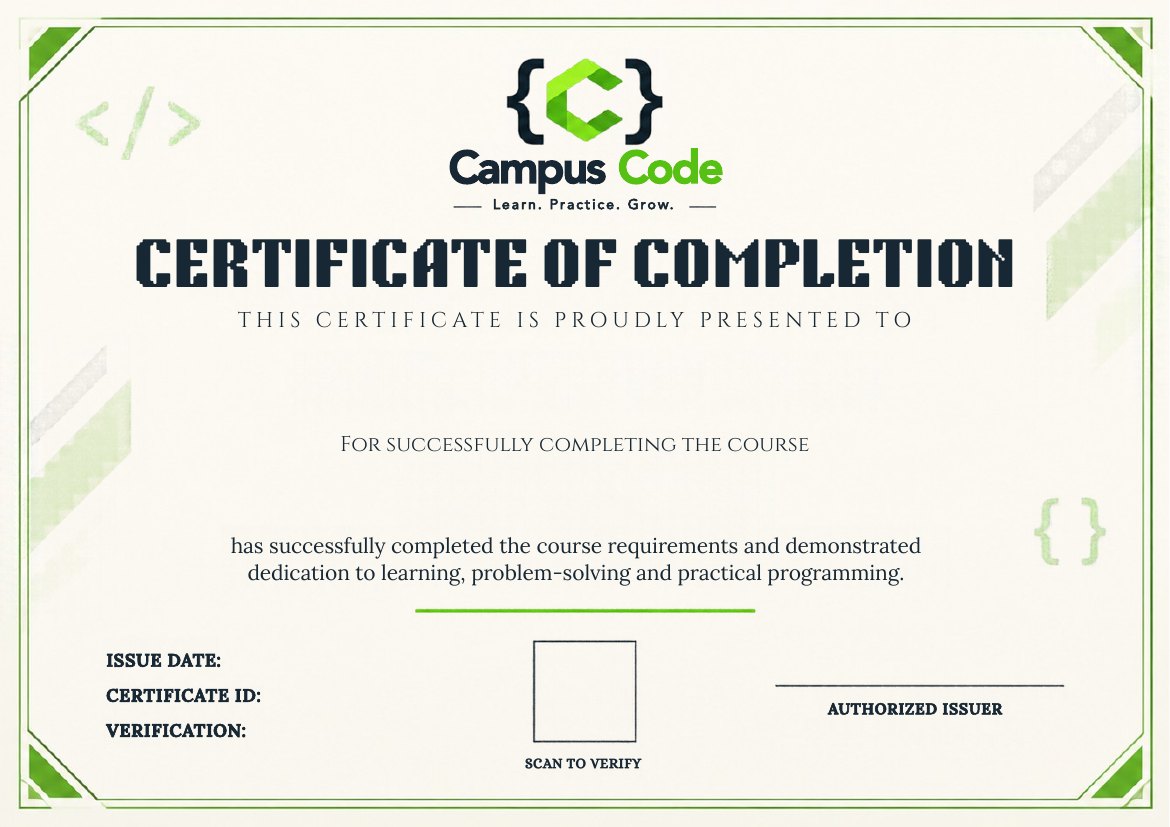 </>
{C}
Campus Code
Learn. Practice. Grow.
CERTIFICATE OF COMPLETION
THIS CERTIFICATE IS PROUDLY PRESENTED TO
FOR SUCCESSFULLY COMPLETING THE COURSE
{ }
has successfully completed the course requirements and demonstrated
dedication to learning, problem-solving and practical programming.
ISSUE DATE:
CERTIFICATE ID:
VERIFICATION:
SCAN TO VERIFY
AUTHORIZED ISSUER